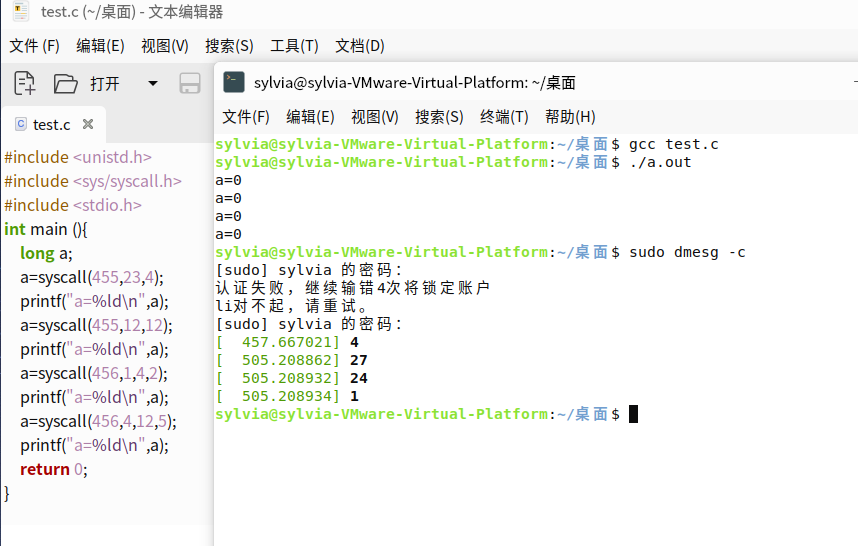 test.c (~/桌面) - 文本编辑器
文件 (F) 编辑(E) 视图(V) 搜索(S) 工具(T) 文档(D)
打开
test.c
#include <unistd.h>
#include <sys/syscall.h>
#include <stdio.h>
int main (){
long a;
a=syscall(455,23,4);
printf("a=%ld\n",a);
a=syscall(455,12,12);
printf("a=%ld\n",a);
a=syscall(456,1,4,2);
printf("a=%ld\n",a);
a=syscall(456,4,12,5);
printf("a=%ld\n",a);
return 0;
}
sylvia@sylvia-VMware-Virtual-Platform: ~/桌面
文件(F) 编辑(E) 视图(V) 搜索(S) 终端(T) 帮助(H)
sylvia@sylvia-VMware-Virtual-Platform:~/桌面$ gcc test.c
sylvia@sylvia-VMware-Virtual-Platform:~/桌面$ ./a.out
a=0
a=0
a=0
a=0
sylvia@sylvia-VMware-Virtual-Platform:~/桌面$ sudo dmesg -c
[sudo] sylvia 的密码：
认证失败，继续输错4次将锁定账户
li对不起，请重试。
[sudo] sylvia 的密码：
[  457.667021] 4
[  505.208862] 27
[  505.208932] 24
[  505.208934] 1
sylvia@sylvia-VMware-Virtual-Platform:~/桌面$